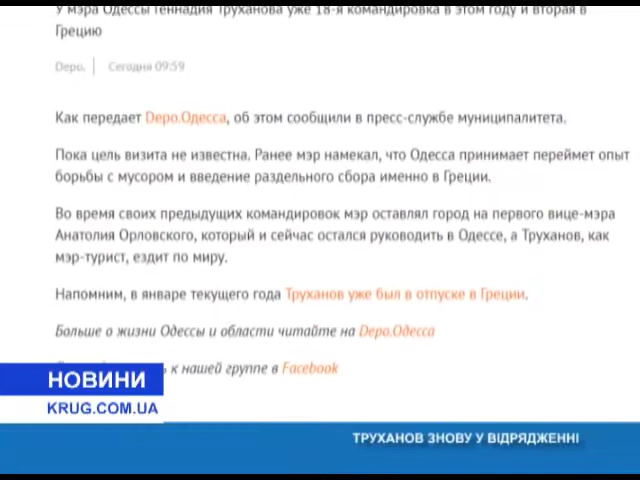 У мэра Одессы Геннадия Труханова уже 18-я командировка в этом году и вторая в
Грецию
Depo. | Сегодня 09:59
Как передает Depo.Одесса, об этом сообщили в пресс-службе муниципалитета.
Пока цель визита не известна. Ранее мэр намекал, что Одесса принимает переймет опыт
борьбы с мусором и введение раздельного сбора именно в Греции.
Во время своих предыдущих командировок мэр оставлял город на первого вице-мэра
Анатолия Орловского, который и сейчас остался руководить в Одессе, а Труханов, как
мэр-турист, ездит по миру.
Напомним, в январе текущего года Труханов уже был в отпуске в Греции.
Больше о жизни Одессы и области читайте на Depo.Одесса
к нашей группе в Facebook
НОВИНИ
KRUG.COM.UA
ТРУХАНОВ ЗНОВУ У ВІДРЯДЖЕННІ